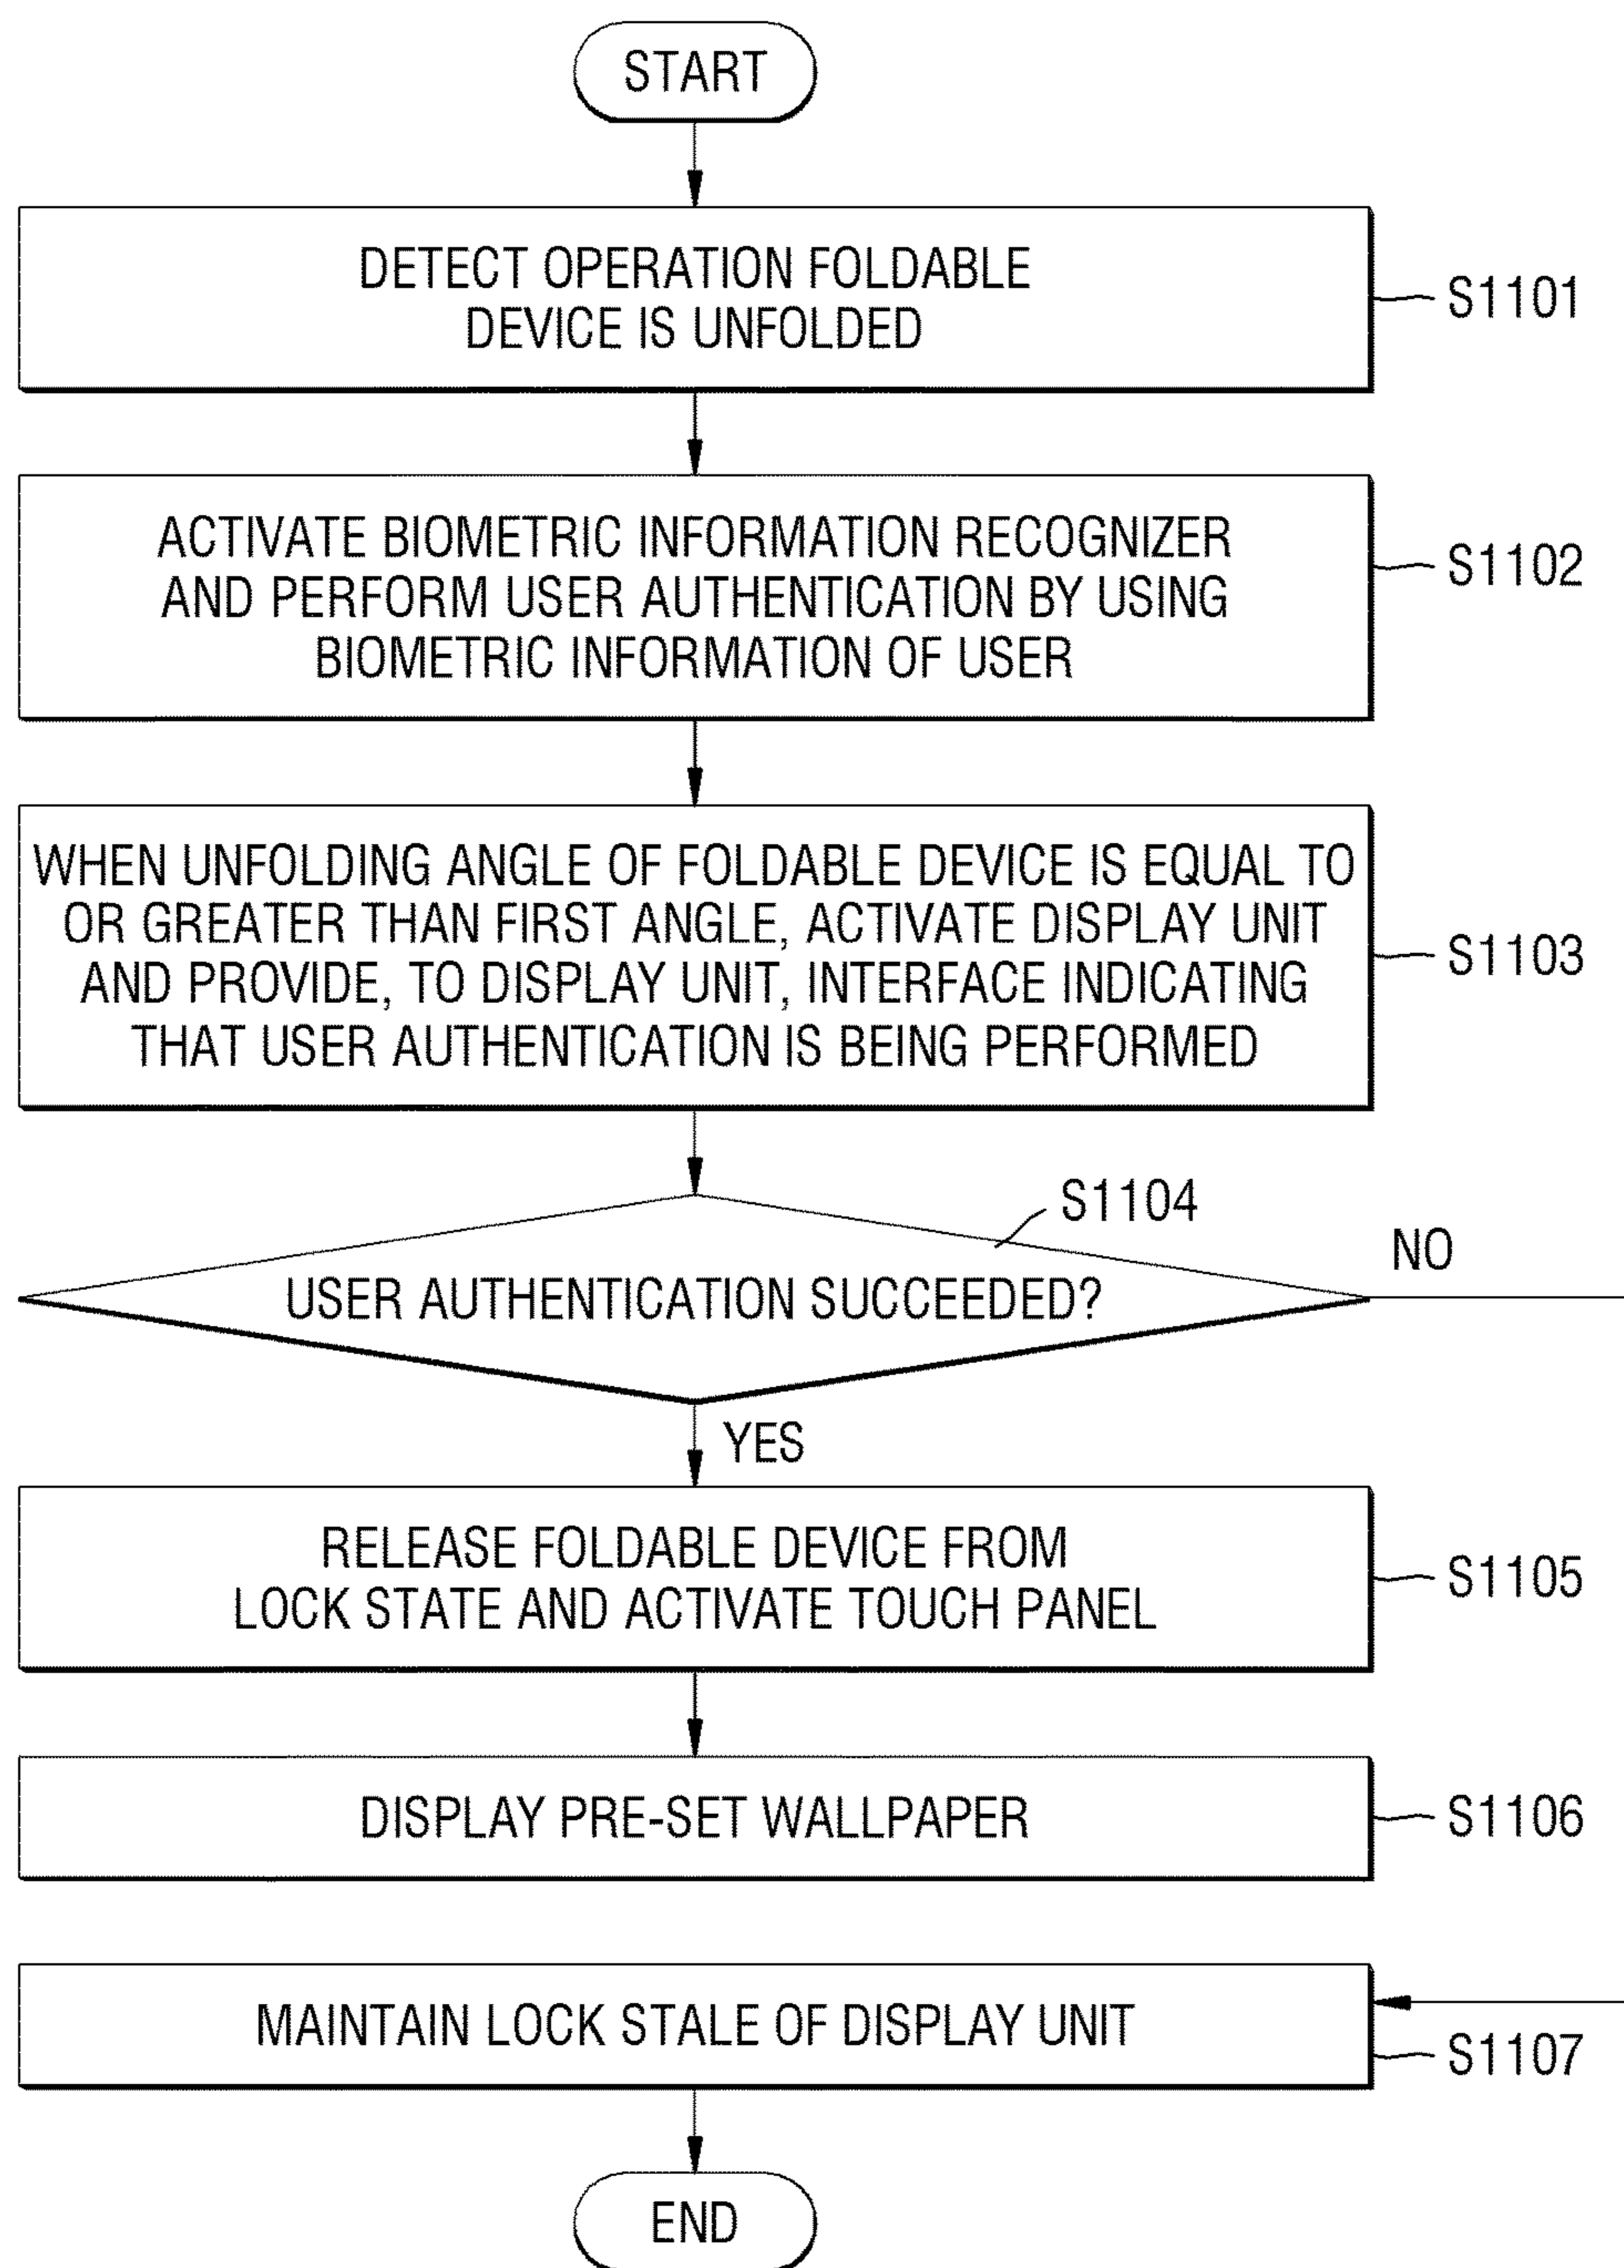 START
DETECT OPERATION FOLDABLE
DEVICE IS UNFOLDED
S1101
ACTIVATE BIOMETRIC INFORMATION RECOGNIZER
AND PERFORM USER AUTHENTICATION BY USING
BIOMETRIC INFORMATION OF USER
S1102
WHEN UNFOLDING ANGLE OF FOLDABLE DEVICE IS EQUAL TO
OR GREATER THAN FIRST ANGLE, ACTIVATE DISPLAY UNIT
AND PROVIDE, TO DISPLAY UNIT, INTERFACE INDICATING
THAT USER AUTHENTICATION IS BEING PERFORMED
S1103
S1104
USER AUTHENTICATION SUCCEEDED?
NO
YES
RELEASE FOLDABLE DEVICE FROM
LOCK STATE AND ACTIVATE TOUCH PANEL
S1105
DISPLAY PRE-SET WALLPAPER
S1106
MAINTAIN LOCK STALE OF DISPLAY UNIT
S1107
END